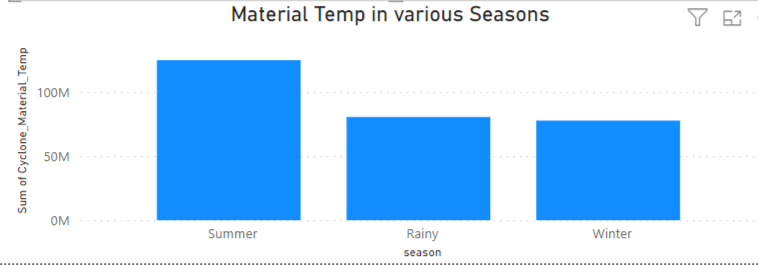 Material Temp in various Seasons
Sum of Cyclone_Material_Temp
100M
50M
0M
Summer Rainy Winter
season